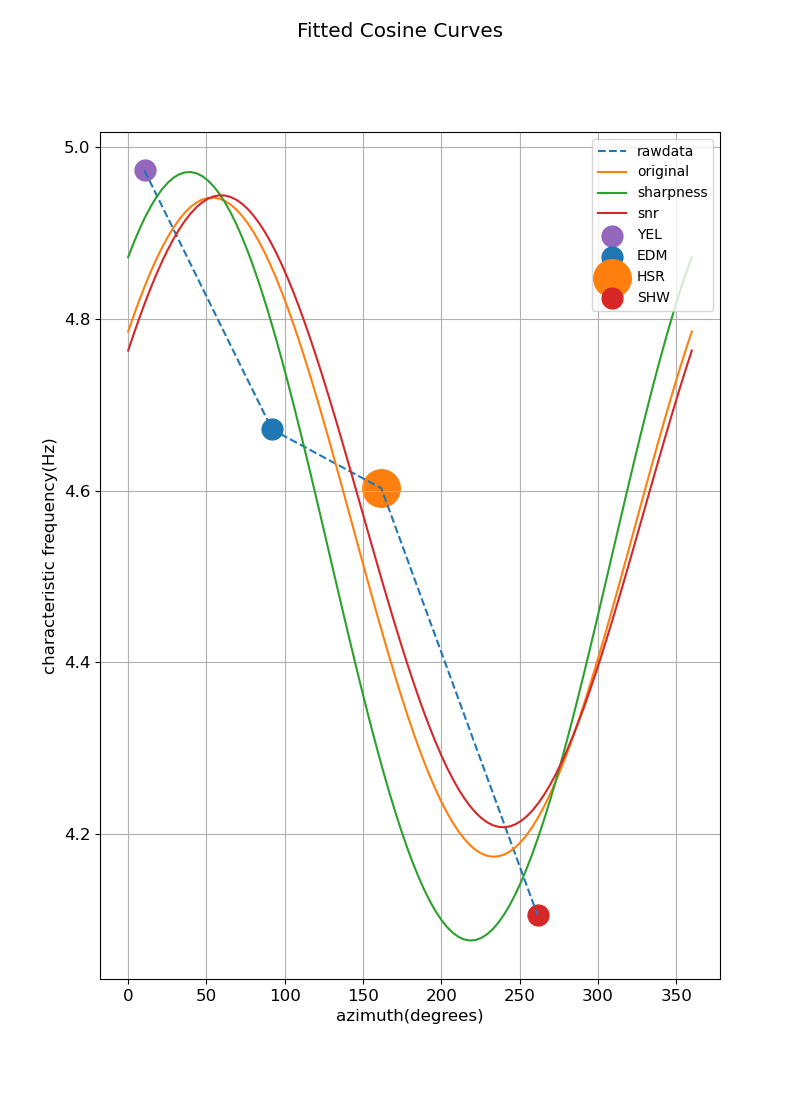 Fitted Cosine Curves
5.0
4.8
4.6
4.4
4.2
characteristic frequency(Hz)
0 50 100 150 200 250 300 350
azimuth(degrees)
rawdata
original
sharpness
snr
YEL
EDM
HSR
SHW